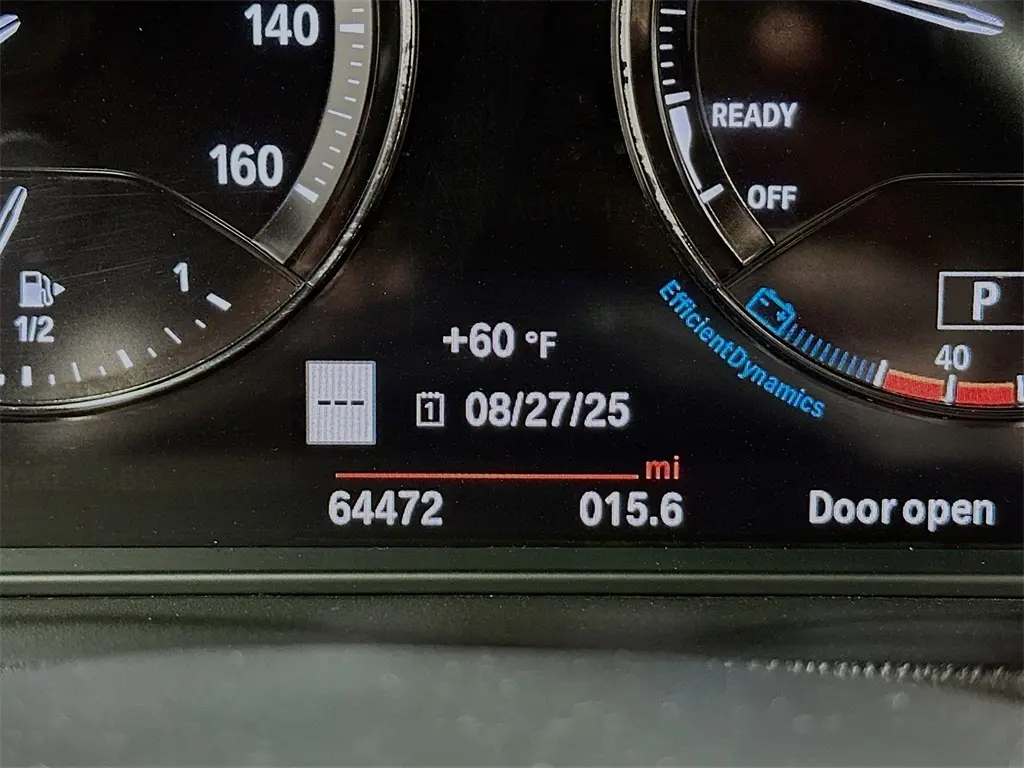 140
160
1
1/2
READY
OFF
P
40
EfficientDynamics
+60 °F
---
1 08/27/25
mi
64472 015.6
Door open